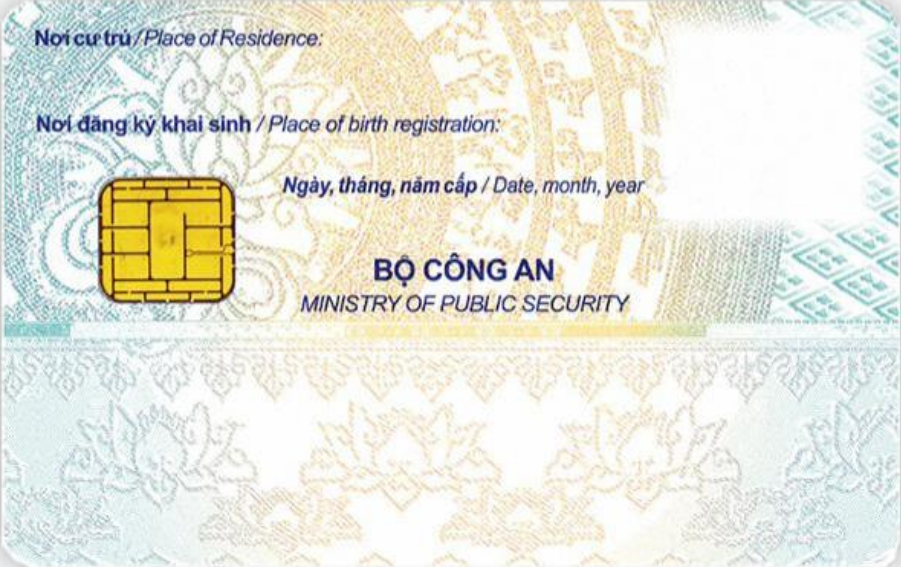 Nơi cư trú / Place of Residence:
Nơi đăng ký khai sinh / Place of birth registration:
Ngày, tháng, năm cấp / Date, month, year
BỘ CÔNG AN
MINISTRY OF PUBLIC SECURITY